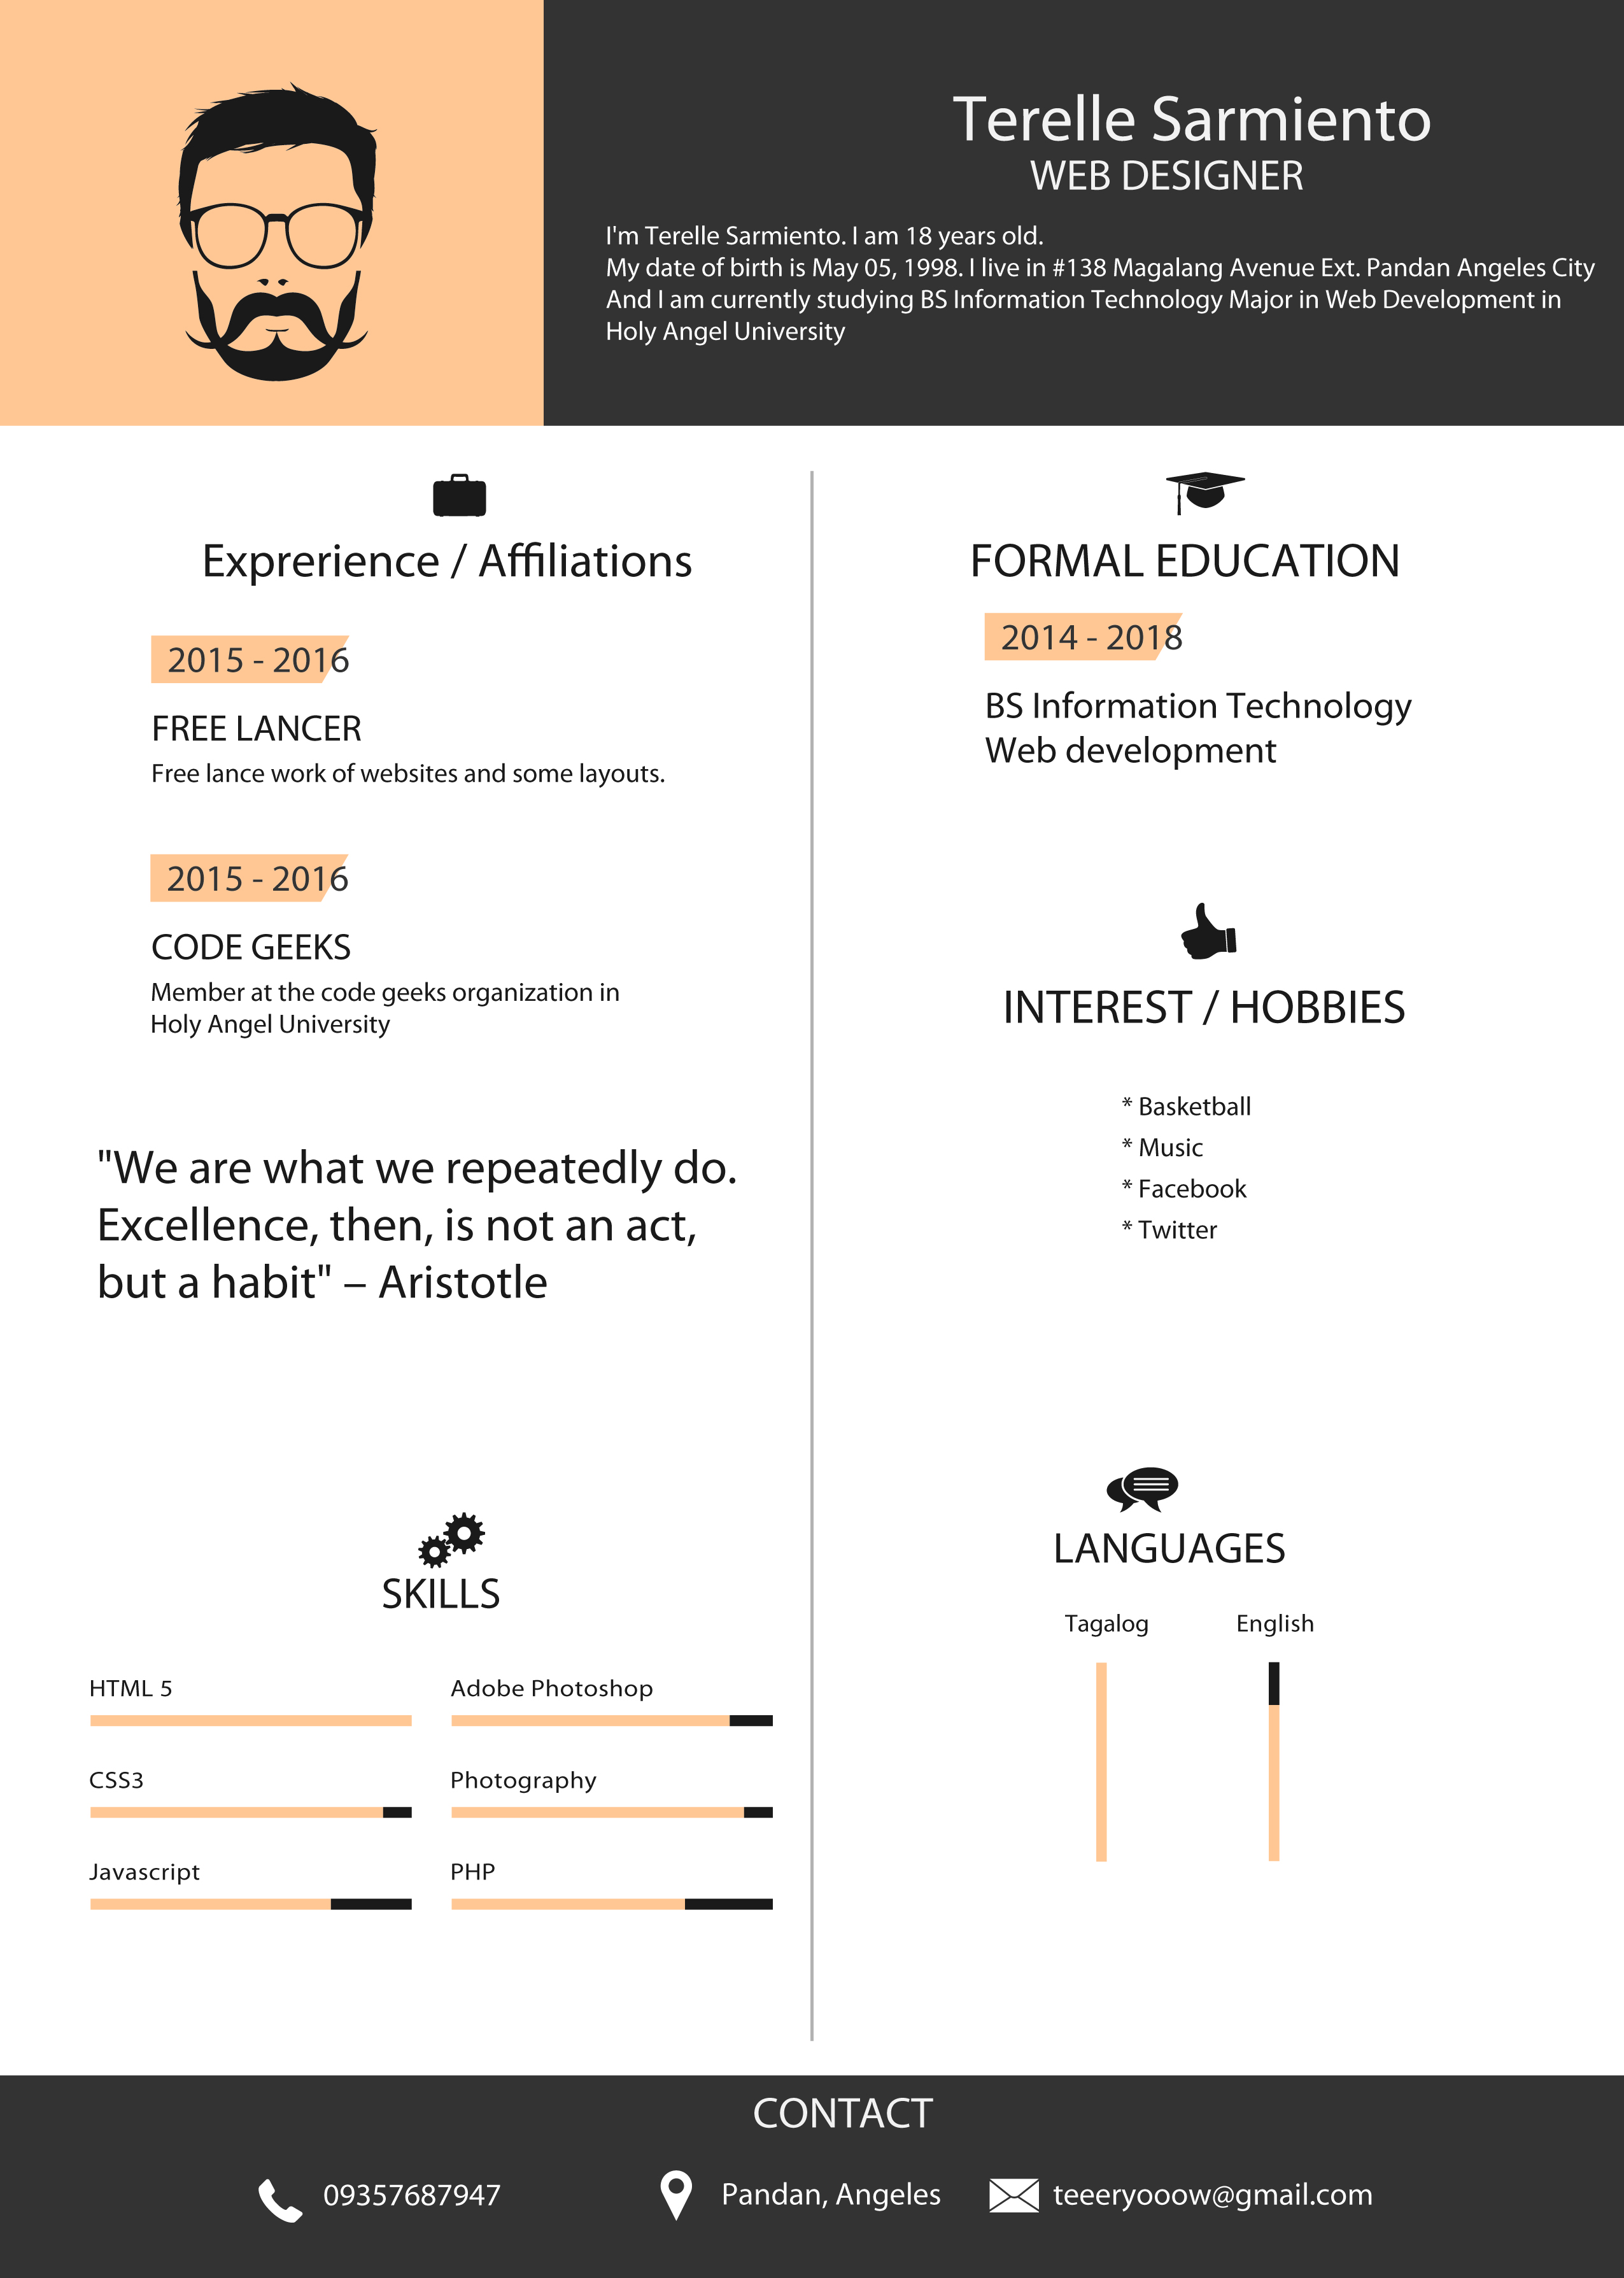 Terelle Sarmiento
WEB DESIGNER
I'm Terelle Sarmiento. I am 18 years old.
My date of birth is May 05, 1998. I live in #138 Magalang Avenue Ext. Pandan Angeles City
And I am currently studying BS Information Technology Major in Web Development in
Holy Angel University
Exprerience / Affiliations
2015 - 2016
FREE LANCER
Free lance work of websites and some layouts.
2015 - 2016
CODE GEEKS
Member at the code geeks organization in
Holy Angel University
"We are what we repeatedly do.
Excellence, then, is not an act,
but a habit" – Aristotle
SKILLS
HTML 5
Adobe Photoshop
CSS3
Photography
Javascript
PHP
FORMAL EDUCATION
2014 - 2018
BS Information Technology
Web development
INTEREST / HOBBIES
* Basketball
* Music
* Facebook
* Twitter
LANGUAGES
Tagalog English
CONTACT
09357687947 Pandan, Angeles teeeryooow@gmail.com